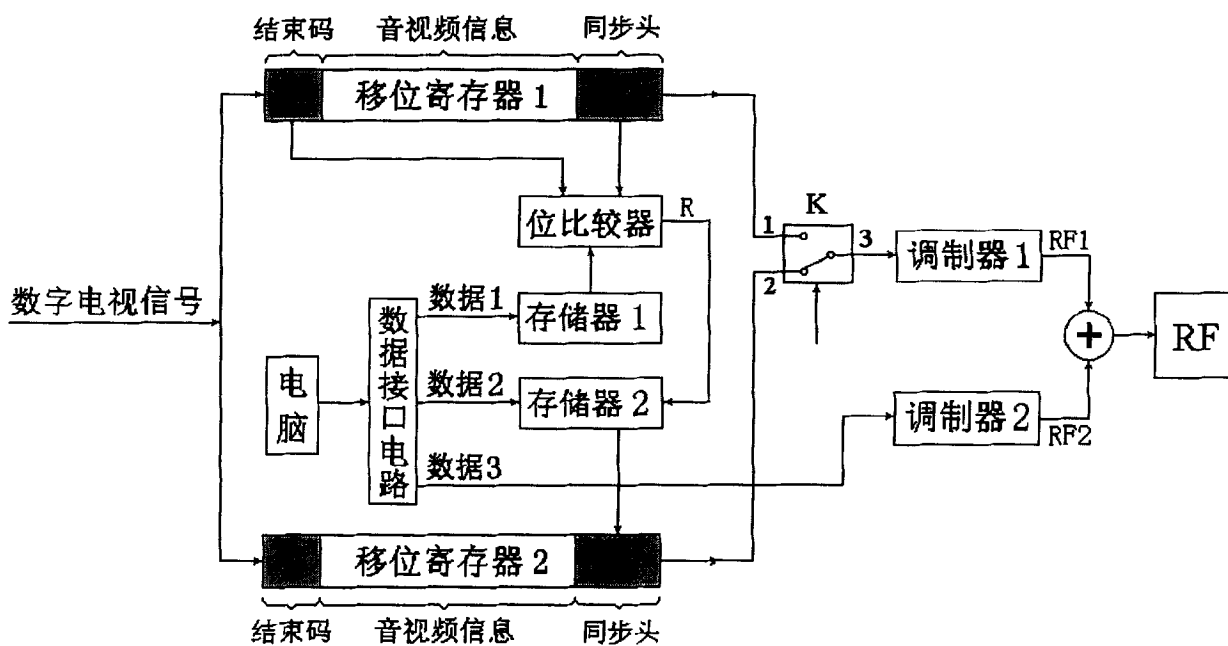 结束码 音视频信息 同步头
移位寄存器1
位比较器
R
K
1
3
2
调制器1
RF1
数字电视信号
数据1
存储器1
数据接口电路
电脑
数据2
存储器2
+
RF
调制器2
RF2
数据3
移位寄存器2
结束码 音视频信息 同步头